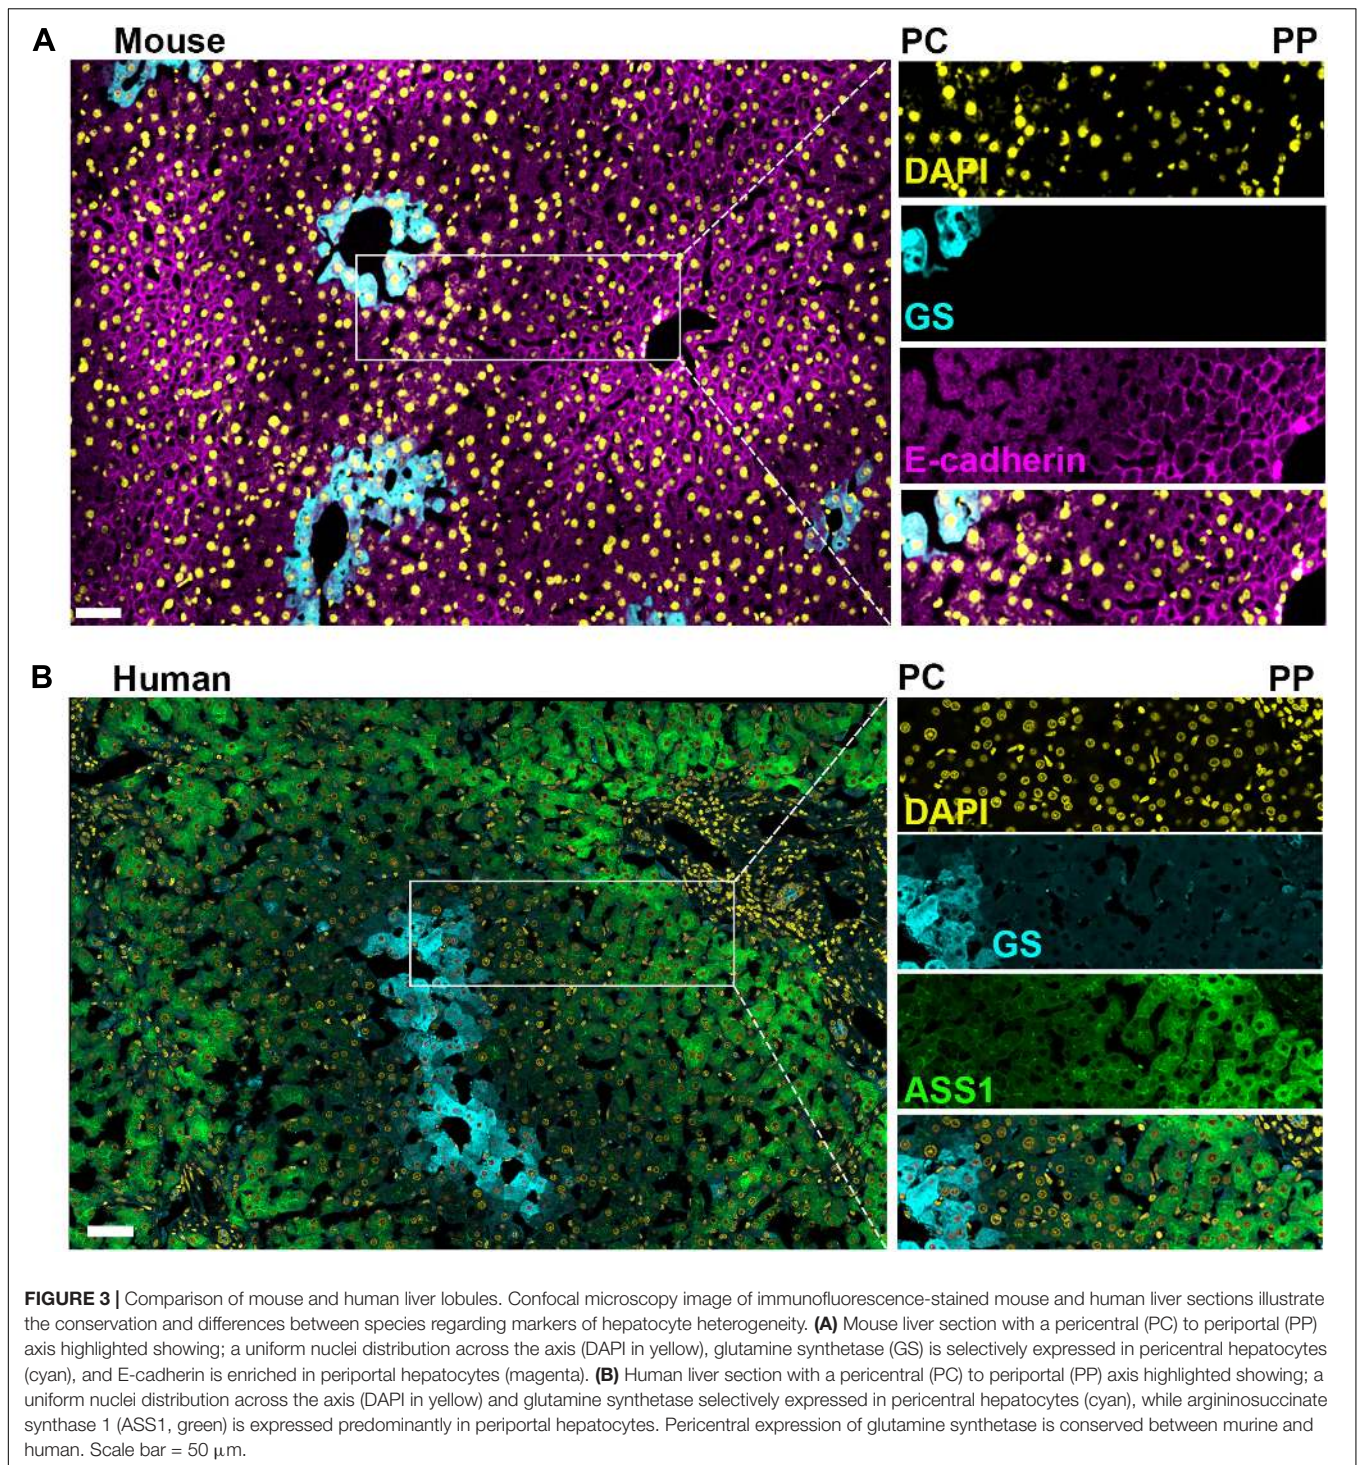 A Mouse PC PP
DAPI
GS
E-cadherin
B Human PC PP
DAPI
GS
ASS1
FIGURE 3 | Comparison of mouse and human liver lobules. Confocal microscopy image of immunofluorescence-stained mouse and human liver sections illustrate
the conservation and differences between species regarding markers of hepatocyte heterogeneity. (A) Mouse liver section with a pericentral (PC) to periportal (PP)
axis highlighted showing; a uniform nuclei distribution across the axis (DAPI in yellow), glutamine synthetase (GS) is selectively expressed in pericentral hepatocytes
(cyan), and E-cadherin is enriched in periportal hepatocytes (magenta). (B) Human liver section with a pericentral (PC) to periportal (PP) axis highlighted showing; a
uniform nuclei distribution across the axis (DAPI in yellow) and glutamine synthetase selectively expressed in pericentral hepatocytes (cyan), while argininosuccinate
synthase 1 (ASS1, green) is expressed predominantly in periportal hepatocytes. Pericentral expression of glutamine synthetase is conserved between murine and
human. Scale bar = 50 μm.